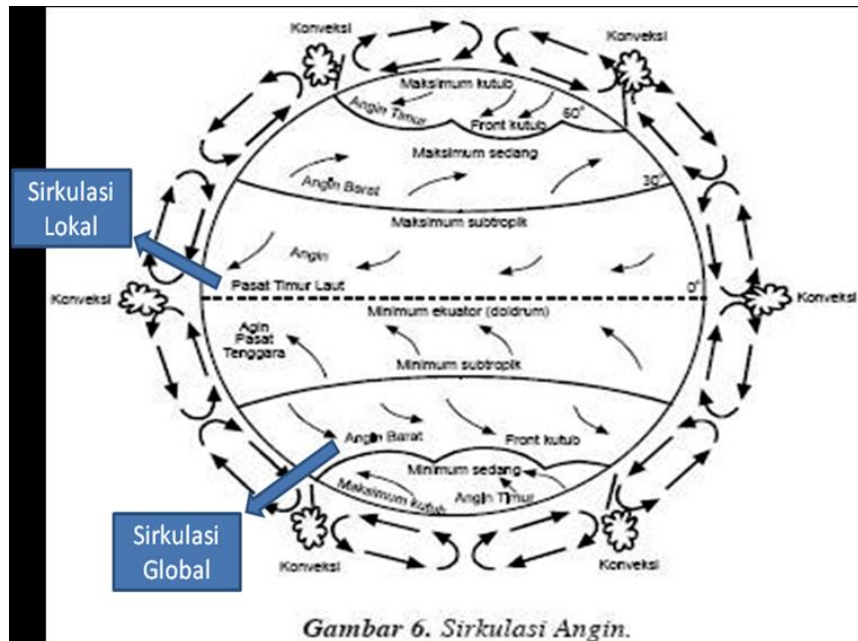 Konveksi
Konveksi
Maksimum kutub
Angin Timur
60°
Front kutub
Maksimum sedang
Angin Barat
30°
Sirkulasi
Lokal
Maksimum subtropik
Angin
Pasat Timur Laut
0°
Konveksi
Konveksi
Minimum ekuator (doldrum)
Agin
Pasat
Tenggara
Minimum subtropik
Angin Barat
Front kutub
Minimum sedang
Maksimum kutub
Angin Timur
Sirkulasi
Global
Konveksi
Konveksi
Gambar 6. Sirkulasi Angin.